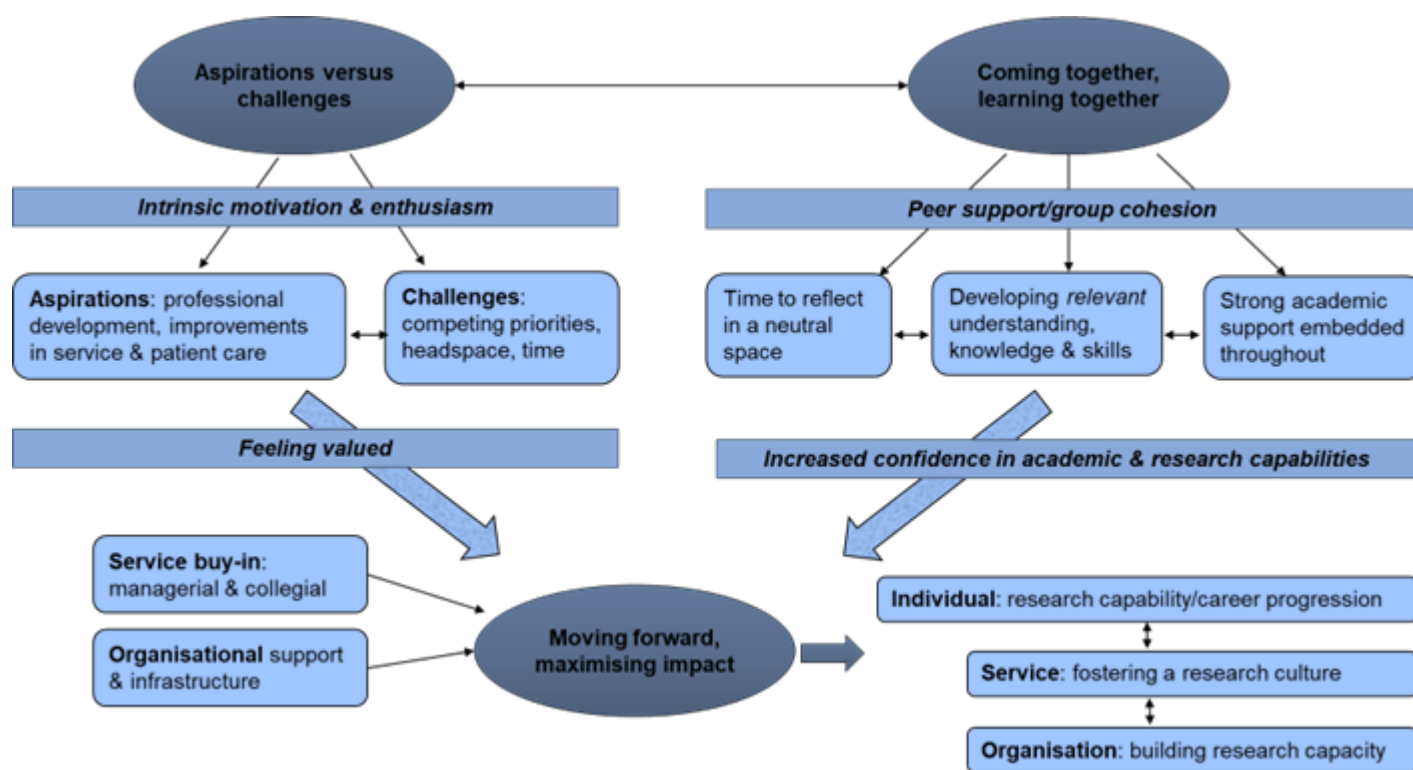 Aspirations versus
challenges
Coming together,
learning together
Intrinsic motivation & enthusiasm
Peer support/group cohesion
Aspirations: professional
development, improvements
in service & patient care
Challenges:
competing priorities,
headspace, time
Time to reflect
in a neutral
space
Developing relevant
understanding,
knowledge & skills
Strong academic
support embedded
throughout
Feeling valued
Increased confidence in academic & research capabilities
Service buy-in:
managerial & collegial
Organisational support
& infrastructure
Moving forward,
maximising impact
Individual: research capability/career progression
Service: fostering a research culture
Organisation: building research capacity